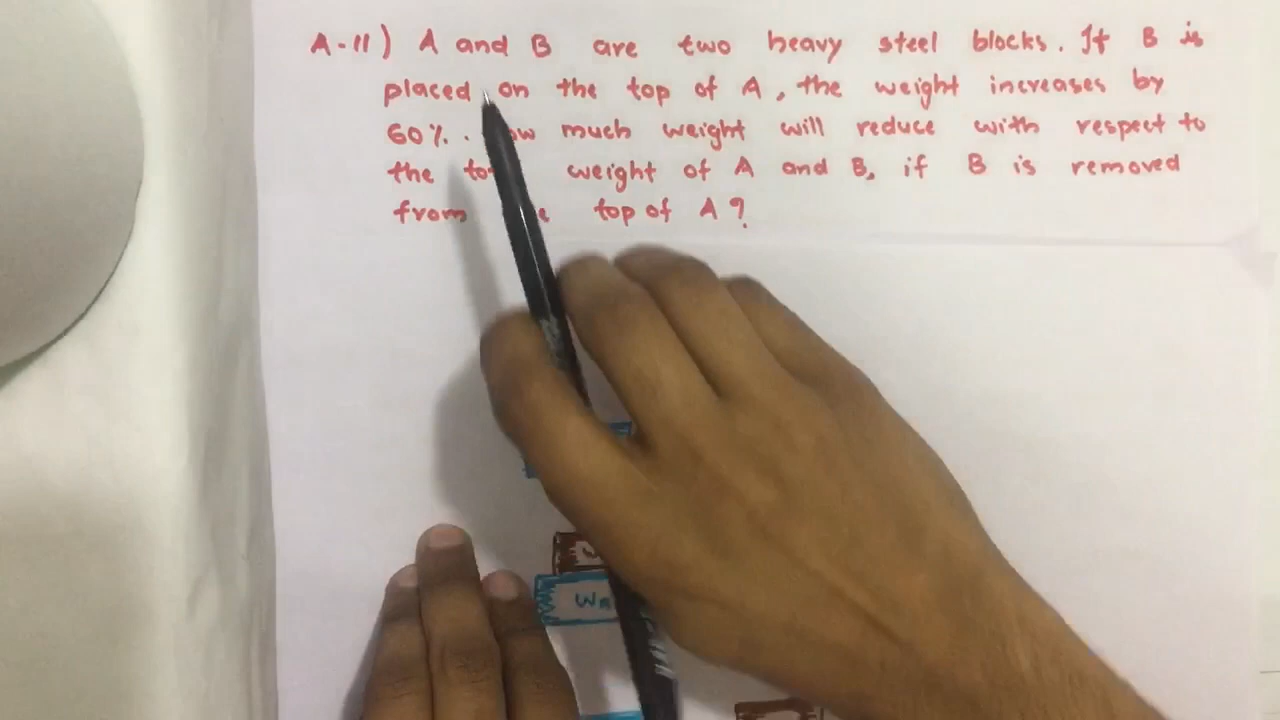 A-11) A and B are two heavy steel blocks. If B is
placed on the top of A, the weight increases by
60%. much weight will reduce with respect to
the weight of A and B, if B is removed
from top of A ?